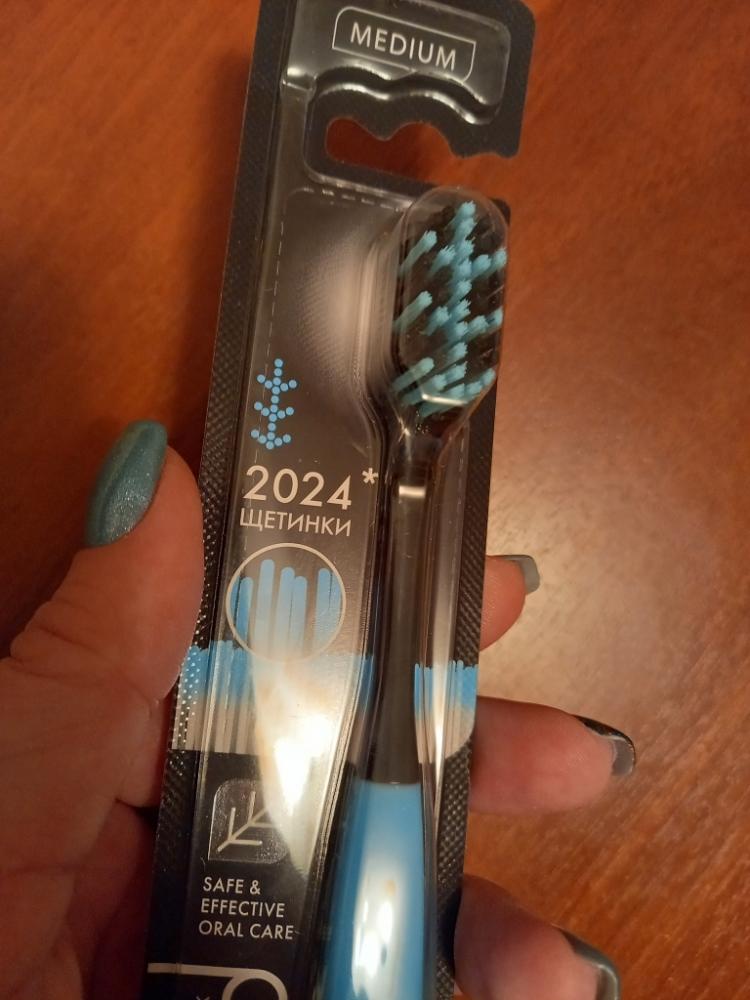 MEDIUM
2024*
ЩЕТИНКИ
SAFE &
EFFECTIVE
ORAL CARE